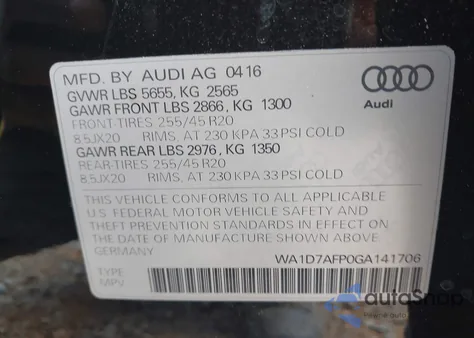 MFD. BY AUDI AG 04 16
GVWR LBS 5655, KG 2565
GAWR FRONT LBS 2866, KG 1300
FRONT-TIRES 255/45 R20
8.5JX20 RIMS, AT 230 KPA 33 PSI COLD
GAWR REAR LBS 2976, KG 1350
REAR-TIRES 255/45 R20
8.5JX20 RIMS, AT 230 KPA 33 PSI COLD
Audi
THIS VEHICLE CONFORMS TO ALL APPLICABLE
U.S. FEDERAL MOTOR VEHICLE SAFETY AND
THEFT PREVENTION STANDARDS IN EFFECT ON
THE DATE OF MANUFACTURE SHOWN ABOVE
GERMANY
WA1D7AFP0GA141706
TYPE
MPV
autoSnap